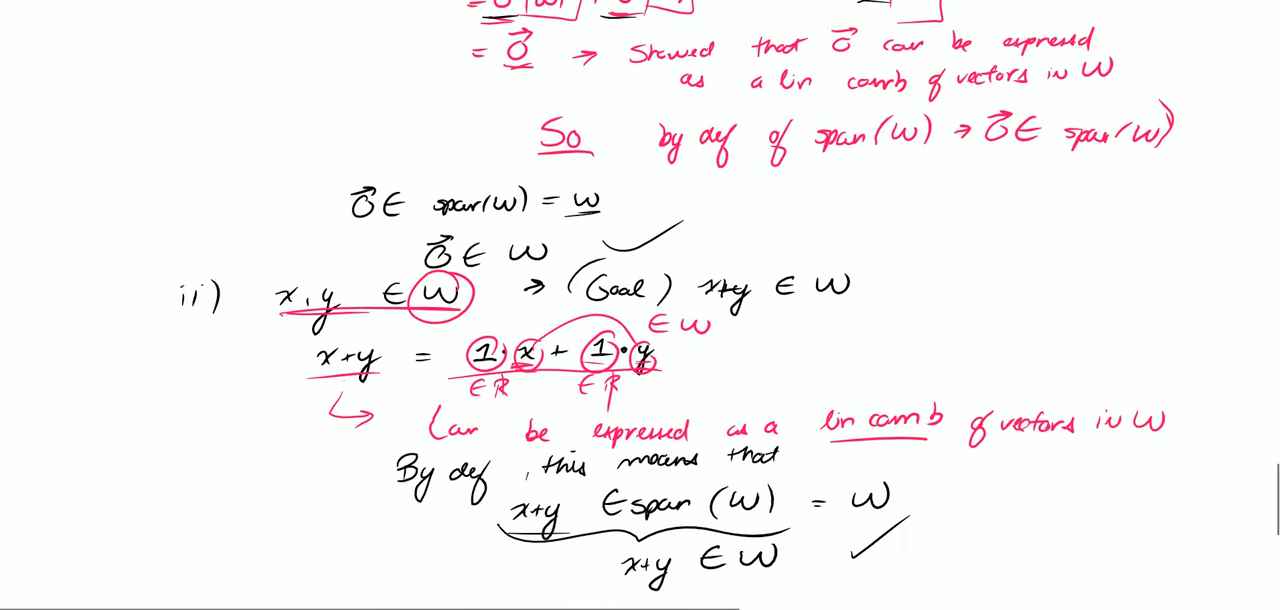 = 0⃗ → Showed that 0⃗ can be expressed
as a lin comb of vectors in W
So by def of span(W) → 0⃗ ∈ span(W)
0⃗ ∈ span(W) = W
0⃗ ∈ W ✓
ii) x, y ∈ W → (Goal) x+y ∈ W
∈ W
x+y = 1·x + 1·y
∈ ℝ ∈ ℝ
↳ Can be expressed as a lin comb of vectors in W
By def, this means that
x+y ∈ span (W) = W
x+y ∈ W ✓